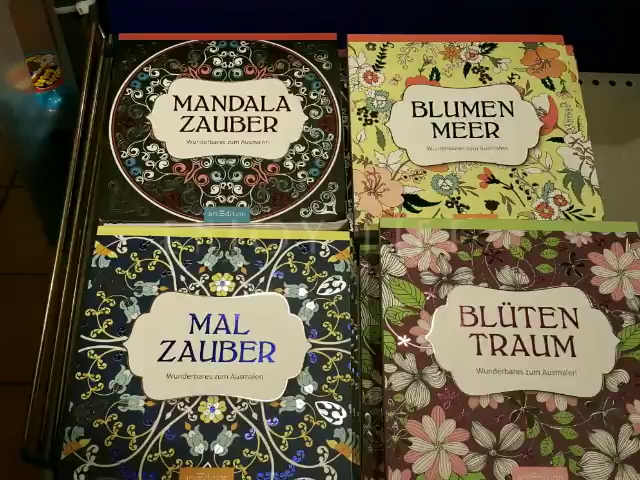 MANDALA
ZAUBER
Wunderbares zum Ausmalen
arsEdition
BLUMEN
MEER
Wunderbares zum Ausmalen
MAL
ZAUBER
Wunderbares zum Ausmalen
arsEdition
BLÜTEN
TRAUM
Wunderbares zum Ausmalen